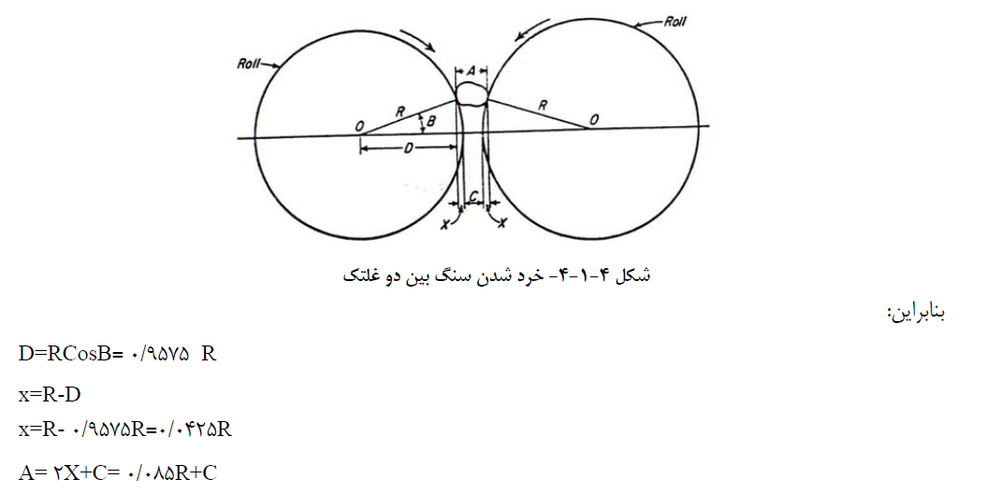 Roll
Roll
A
R
B
R
O
O
D
C
X
X
شکل ۴-۱-۴- خرد شدن سنگ بین دو غلتک
بنابراین:
D=RCosB= ۰/۹۵۷۵ R
x=R-D
x=R- ۰/۹۵۷۵R=۰/۰۴۲۵R
A= ۲X+C= ۰/۰۸۵R+C